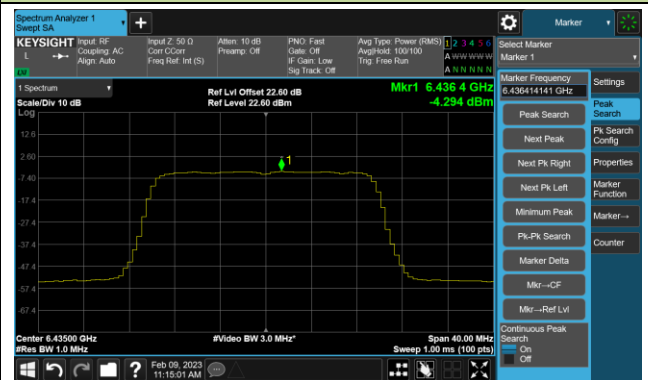 Spectrum Analyzer 1
Swept SA
Marker
KEYSIGHT
L
Input: RF
Coupling: AC
Align: Auto
Input Z: 50 Ω
Corr CCorr
Freq Ref: Int (S)
Atten: 10 dB
Preamp: Off
PNO: Fast
Gate: Off
IF Gain: Low
Sig Track: Off
Avg Type: Power (RMS)
Avg|Hold: 100/100
Trig: Free Run
1 2 3 4 5 6
A W W W W W
A N N N N N
Select Marker
Marker 1
1 Spectrum
Scale/Div 10 dB
Log
Ref Lvl Offset 22.60 dB
Ref Level 22.60 dBm
Mkr1 6.436 4 GHz
-4.294 dBm
Marker Frequency
6.436414141 GHz
Settings
Peak Search
Peak
Search
Next Peak
Pk Search
Config
Next Pk Right
Properties
Next Pk Left
Marker
Function
Minimum Peak
Marker→
Pk-Pk Search
Counter
Marker Delta
Mkr→CF
Mkr→Ref Lvl
Continuous Peak
Search
On
Off
12.6
2.60
-7.40
-17.4
-27.4
-37.4
-47.4
-57.4
-67.4
1
Center 6.43500 GHz
#Res BW 1.0 MHz
#Video BW 3.0 MHz*
Span 40.00 MHz
Sweep 1.00 ms (100 pts)
?
Feb 09, 2023
11:15:01 AM